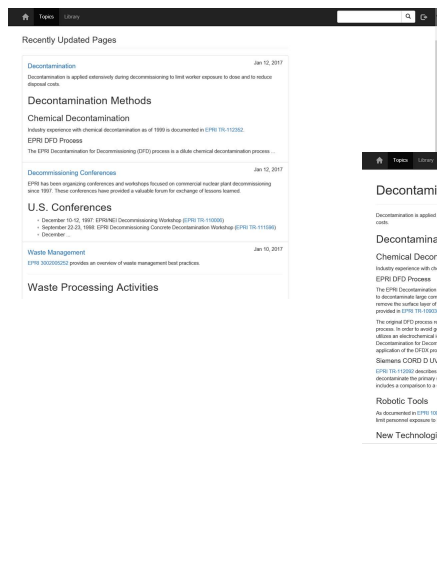 Topics Library
Recently Updated Pages
Decontamination Jan 12, 2017
Decontamination is applied extensively during decommissioning to limit worker exposure to dose and to reduce
disposal costs.
Decontamination Methods
Chemical Decontamination
Industry experience with chemical decontamination as of 1999 is documented in EPRI TR-112352.
EPRI DFD Process
The EPRI Decontamination for Decommissioning (DFD) process is a dilute chemical decontamination process ...
Decommissioning Conferences Jan 12, 2017
EPRI has been organizing conferences and workshops focused on commercial nuclear plant decommissioning
since 1997. These conferences have provided a valuable forum for exchange of lessons learned.
U.S. Conferences
December 10-12, 1997: EPRI/NEI Decommissioning Workshop (EPRI TR-110006)
September 22-23, 1998: EPRI Decommissioning Concrete Decontamination Workshop (EPRI TR-111596)
December ...
Waste Management Jan 10, 2017
EPRI 3002005252 provides an overview of waste management best practices.
Waste Processing Activities
Topics Library
Decontami
Decontamination is applied
costs.
Decontamina
Chemical Decon
Industry experience with che
EPRI DFD Process
The EPRI Decontamination
to decontaminate large com
remove the surface layer of
provided in EPRI TR-10903
The original DFD process re
process. In order to avoid g
utilizes an electrochemical i
Decontamination for Decom
application of the DFDX pro
Siemens CORD D UV
EPRI TR-112092 describes
decontaminate the primary
includes a comparison to a
Robotic Tools
As documented in EPRI 100
limit personnel exposure to
New Technologi